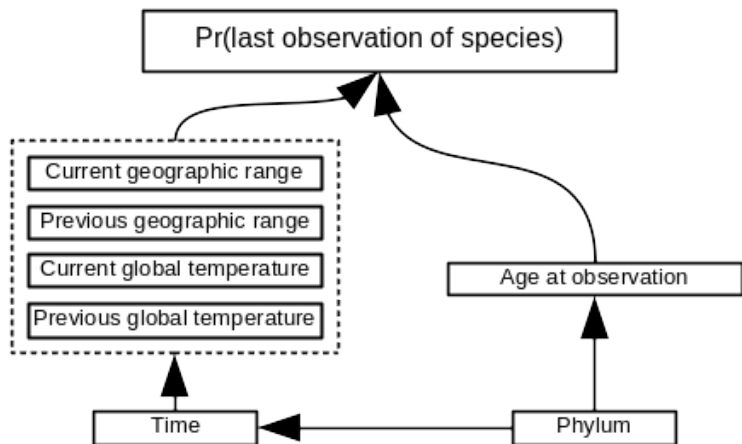 Pr(last observation of species)
Current geographic range
Previous geographic range
Current global temperature
Previous global temperature
Age at observation
Time
Phylum